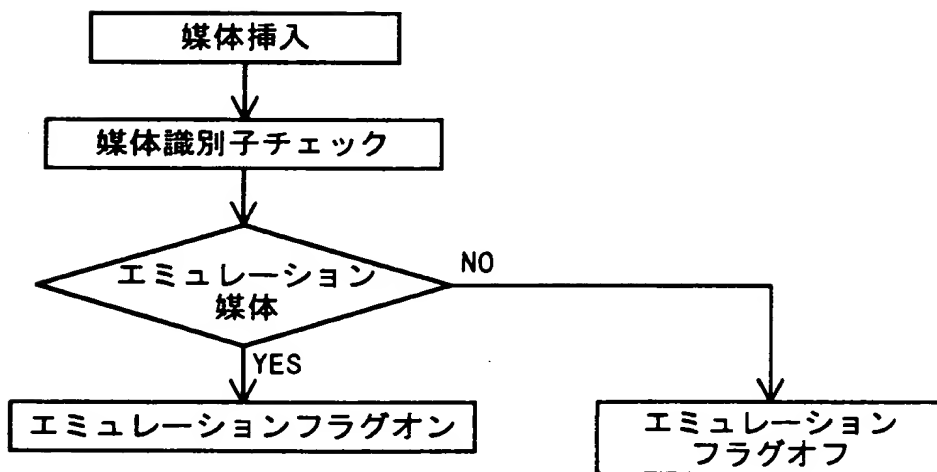 媒体挿入
媒体識別子チェック
エミュレーション
媒体
NO
YES
エミュレーションフラグオン
エミュレーション
フラグオフ